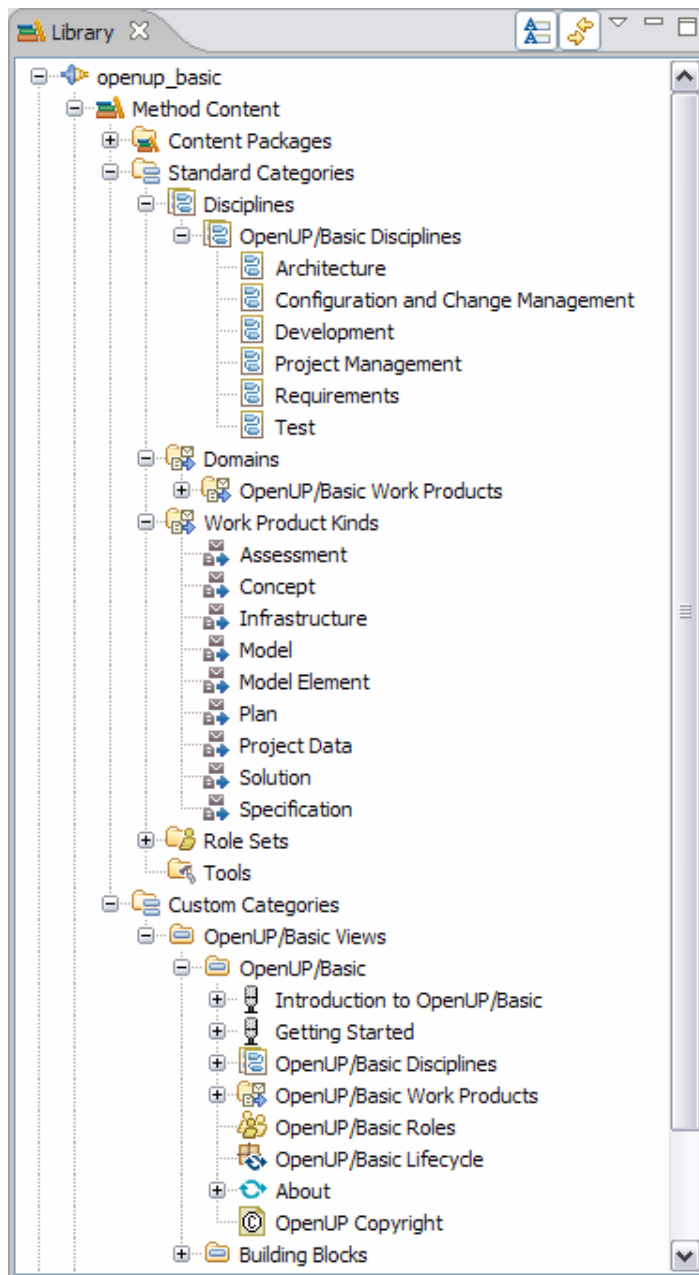 Library
openup_basic
Method Content
Content Packages
Standard Categories
Disciplines
OpenUP/Basic Disciplines
Architecture
Configuration and Change Management
Development
Project Management
Requirements
Test
Domains
OpenUP/Basic Work Products
Work Product Kinds
Assessment
Concept
Infrastructure
Model
Model Element
Plan
Project Data
Solution
Specification
Role Sets
Tools
Custom Categories
OpenUP/Basic Views
OpenUP/Basic
Introduction to OpenUP/Basic
Getting Started
OpenUP/Basic Disciplines
OpenUP/Basic Work Products
OpenUP/Basic Roles
OpenUP/Basic Lifecycle
About
OpenUP Copyright
Building Blocks